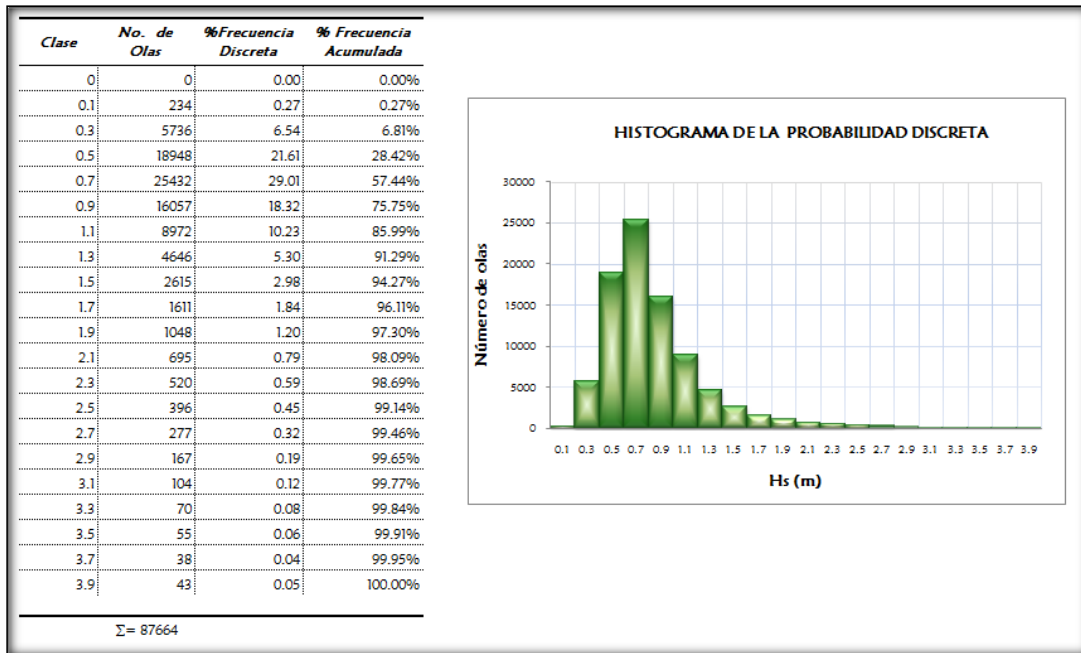 Clase No. de Olas %Frecuencia Discreta % Frecuencia Acumulada
0 0 0.00 0.00%
0.1 234 0.27 0.27%
0.3 5736 6.54 6.81%
0.5 18948 21.61 28.42%
0.7 25432 29.01 57.44%
0.9 16057 18.32 75.75%
1.1 8972 10.23 85.99%
1.3 4646 5.30 91.29%
1.5 2615 2.98 94.27%
1.7 1611 1.84 96.11%
1.9 1048 1.20 97.30%
2.1 695 0.79 98.09%
2.3 520 0.59 98.69%
2.5 396 0.45 99.14%
2.7 277 0.32 99.46%
2.9 167 0.19 99.65%
3.1 104 0.12 99.77%
3.3 70 0.08 99.84%
3.5 55 0.06 99.91%
3.7 38 0.04 99.95%
3.9 43 0.05 100.00%
Σ= 87664
HISTOGRAMA DE LA PROBABILIDAD DISCRETA
Número de olas
30000
25000
20000
15000
10000
5000
0
0.1 0.3 0.5 0.7 0.9 1.1 1.3 1.5 1.7 1.9 2.1 2.3 2.5 2.7 2.9 3.1 3.3 3.5 3.7 3.9
Hs (m)